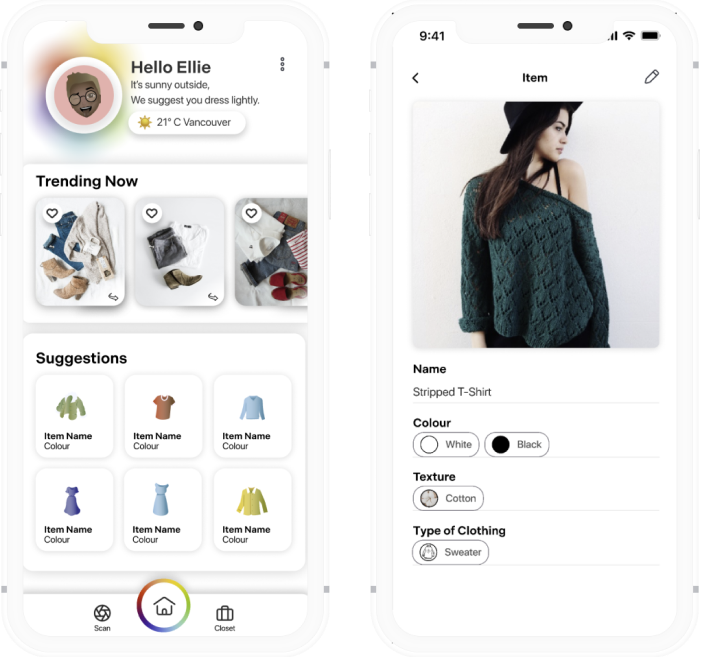 Hello Ellie
It's sunny outside,
We suggest you dress lightly.
21° C Vancouver
Trending Now
Suggestions
Item Name
Colour
Item Name
Colour
Item Name
Colour
Item Name
Colour
Item Name
Colour
Item Name
Colour
Scan
Closet
9:41
Item
Name
Stripped T-Shirt
Colour
White
Black
Texture
Cotton
Type of Clothing
Sweater